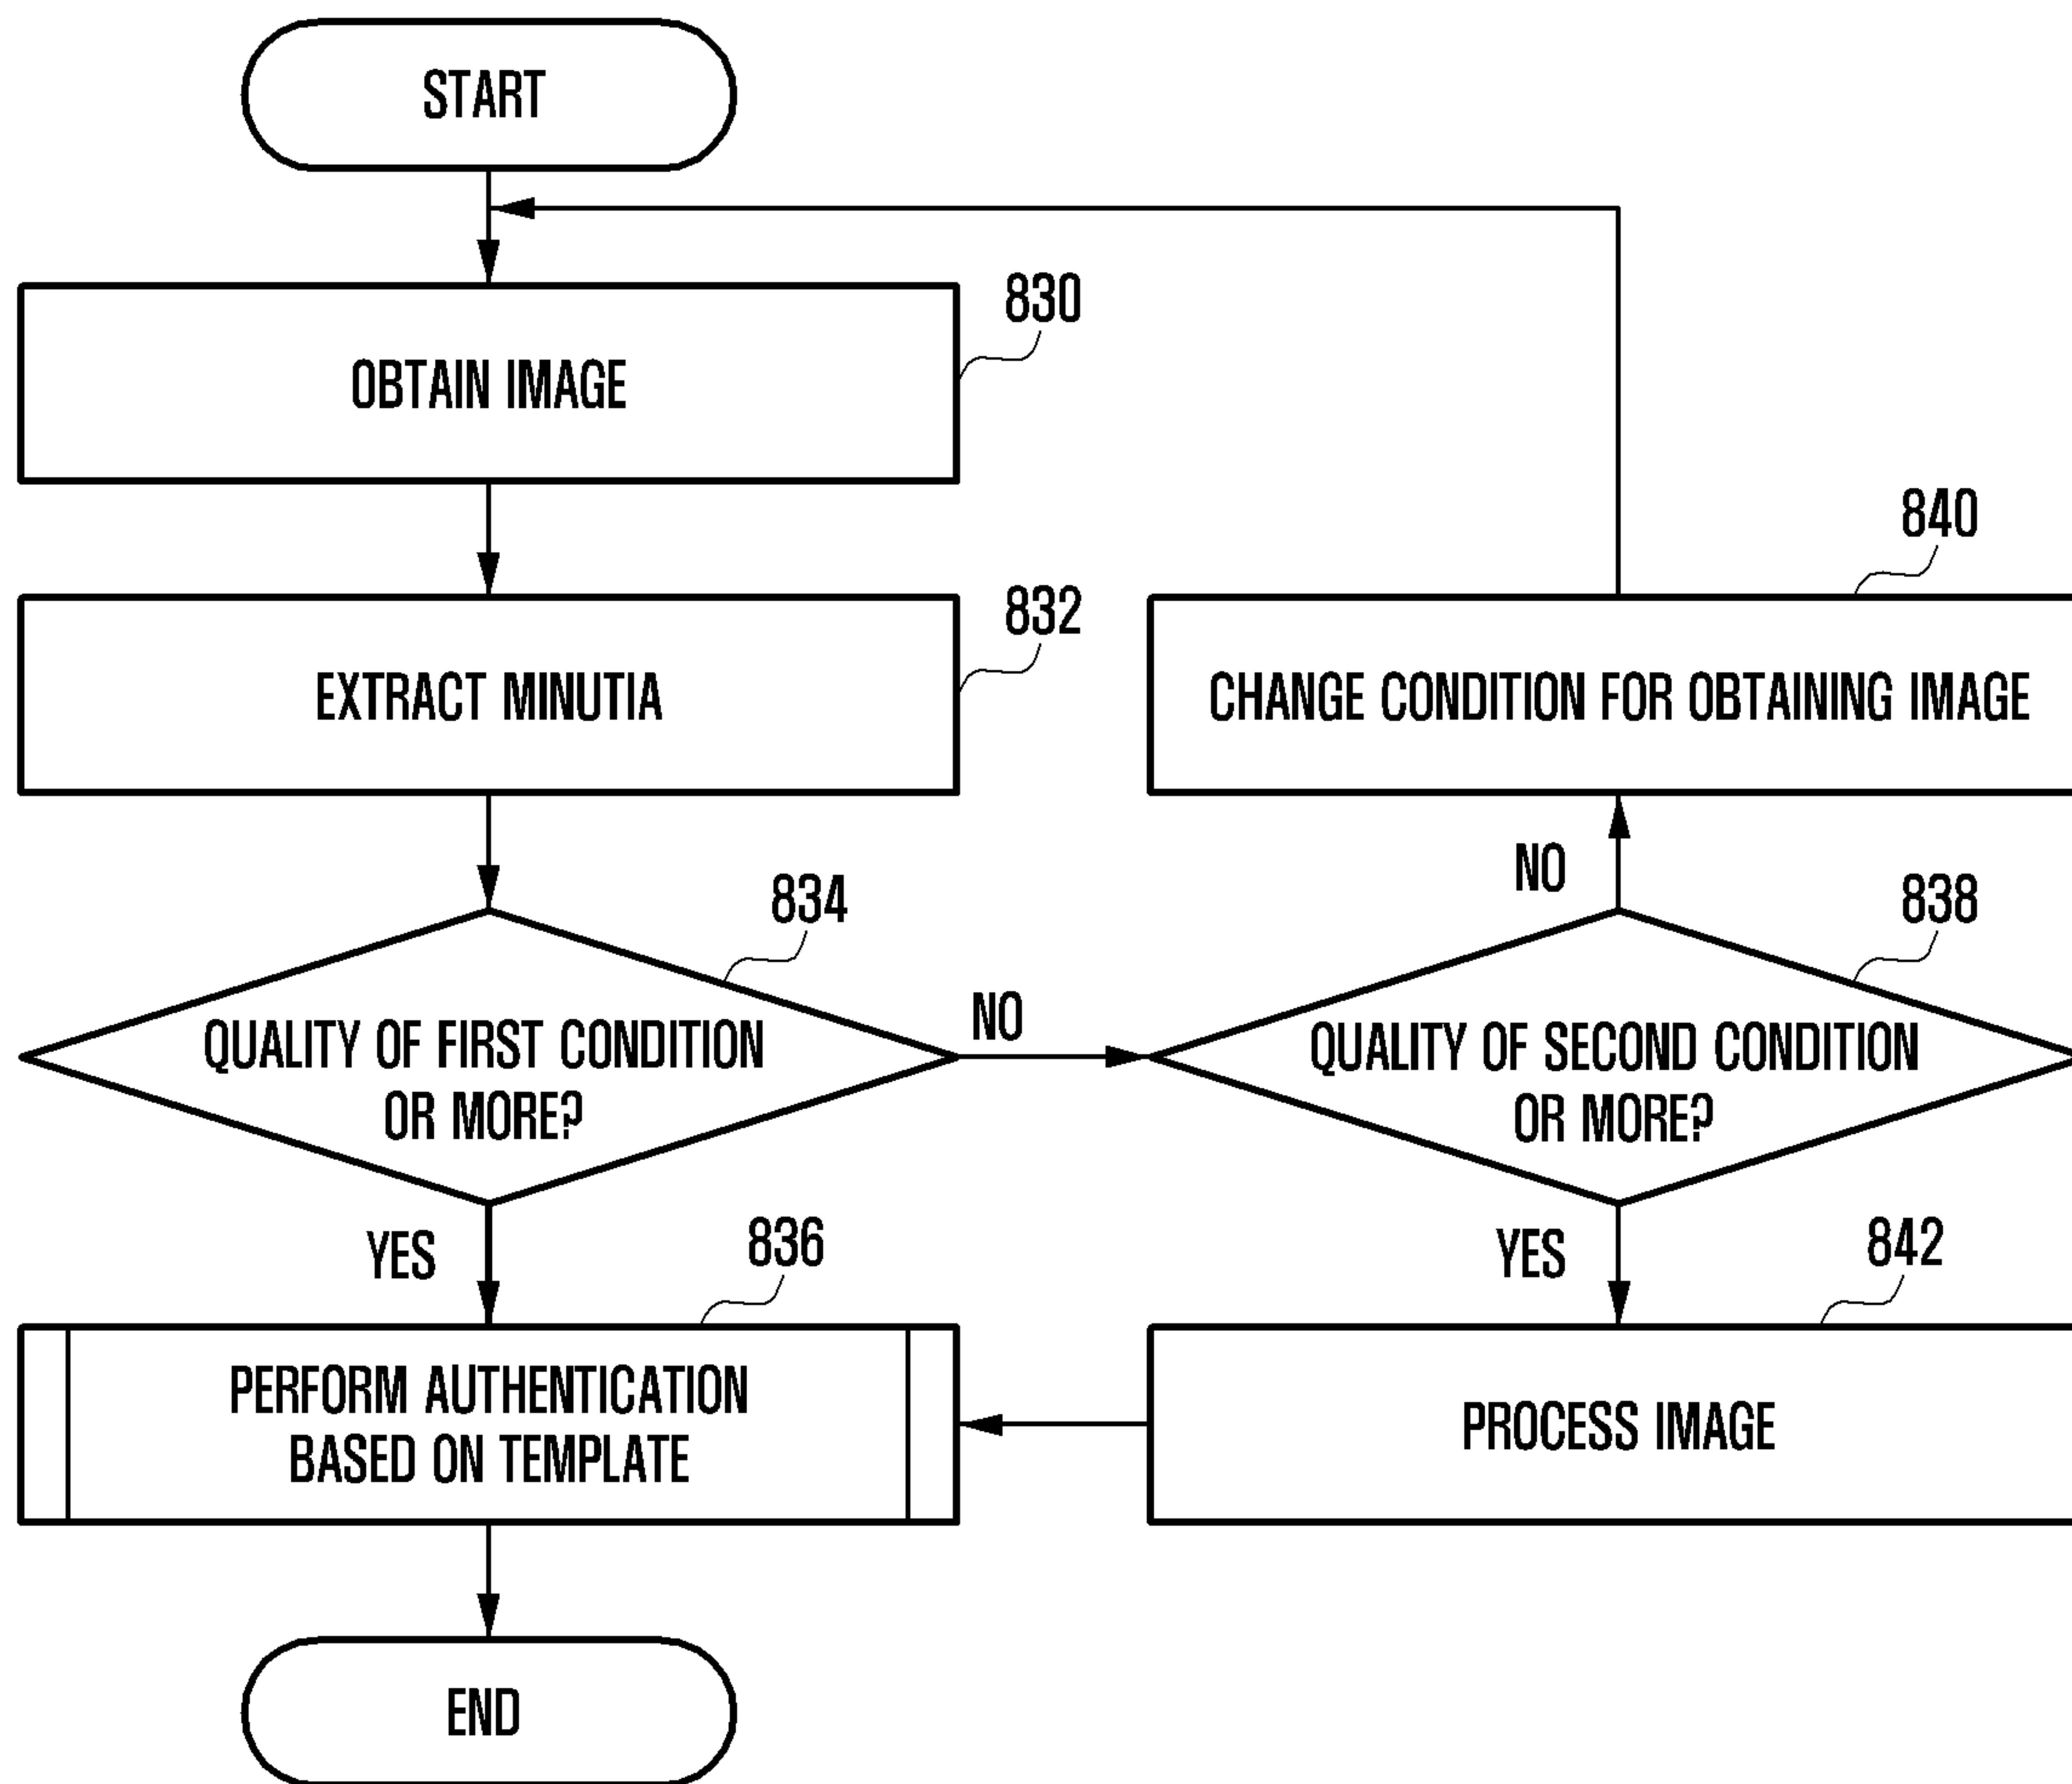 START
830
OBTAIN IMAGE
832
EXTRACT MINUTIA
840
CHANGE CONDITION FOR OBTAINING IMAGE
834
QUALITY OF FIRST CONDITION
OR MORE?
NO
838
QUALITY OF SECOND CONDITION
OR MORE?
NO
YES
836
PERFORM AUTHENTICATION
BASED ON TEMPLATE
YES
842
PROCESS IMAGE
END